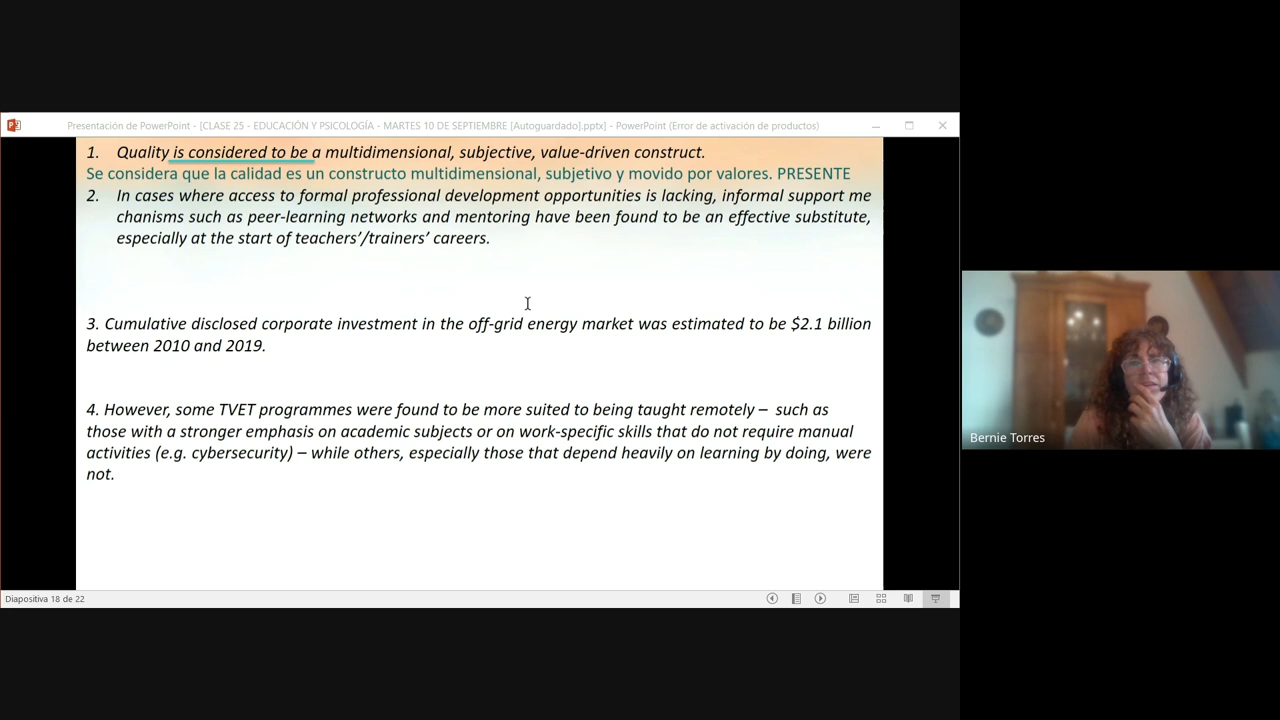 Presentación de PowerPoint - [CLASE 25 - EDUCACIÓN Y PSICOLOGÍA - MARTES 10 DE SEPTIEMBRE [Autoguardado].pptx] - PowerPoint (Error de activación de productos)
1. Quality is considered to be a multidimensional, subjective, value-driven construct.
Se considera que la calidad es un constructo multidimensional, subjetivo y movido por valores. PRESENTE
2. In cases where access to formal professional development opportunities is lacking, informal support me
chanisms such as peer-learning networks and mentoring have been found to be an effective substitute,
especially at the start of teachers’/trainers’ careers.
3. Cumulative disclosed corporate investment in the off-grid energy market was estimated to be $2.1 billion
between 2010 and 2019.
4. However, some TVET programmes were found to be more suited to being taught remotely – such as
those with a stronger emphasis on academic subjects or on work-specific skills that do not require manual
activities (e.g. cybersecurity) – while others, especially those that depend heavily on learning by doing, were
not.
Bernie Torres
Diapositiva 18 de 22